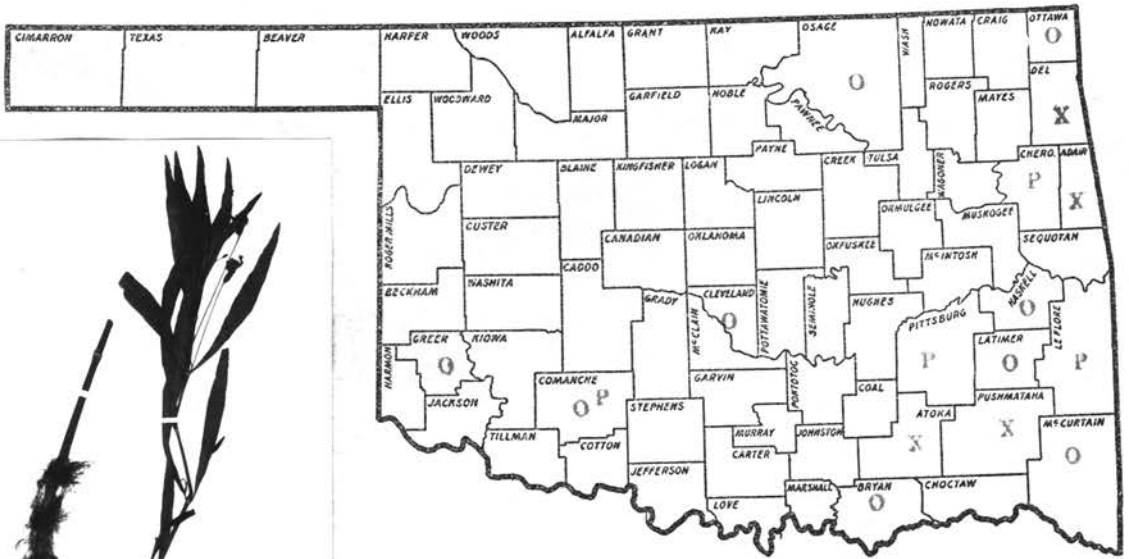 CIMARRON TEXAS BEAVER HARPER WOODS ALFALFA GRANT KAY OSAGE WASH NOWATA CRAIG OTTAWA
O
O
DEL
ELLIS WOODWARD MAJOR GARFIELD NOBLE PAWNEE ROGERS MAYES
X
PAYNE
DEWEY BLAINE KINGFISHER LOGAN CREEK TULSA WAGONER CHERO. ADAIR
P
X
LINCOLN
ROGER MILLS CUSTER OKMULGEE MUSKOGEE
CANADIAN OKLAHOMA OKFUSKEE McINTOSH SEQUOYAH
CADDO
BECKHAM WASHITA GRADY CLEVELAND POTTAWATOMIE SEMINOLE HUGHES HASKELL
O
O
McCLAIN PITTSBURG LATIMER LE FLORE
HARMON GREER KIOWA
O
P
O
P
COMANCHE GARVIN PONTOTOC COAL
JACKSON
O P
STEPHENS ATOKA PUSHMATAHA
X
X
TILLMAN COTTON MURRAY JOHNSTON McCURTAIN
O
CARTER
JEFFERSON MARSHALL BRYAN CHOCTAW
O
LOVE